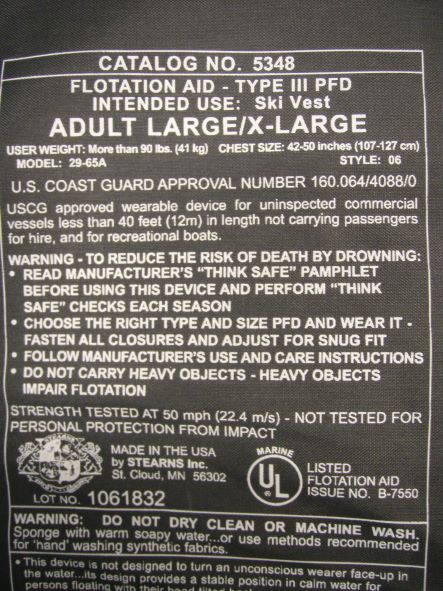 CATALOG NO. 5348
FLOTATION AID - TYPE III PFD
INTENDED USE: Ski Vest
ADULT LARGE/X-LARGE
USER WEIGHT: More than 90 lbs. (41 kg) CHEST SIZE: 42-50 inches (107-127 cm)
MODEL: 29-65A STYLE: 06
U.S. COAST GUARD APPROVAL NUMBER 160.064/4088/0
USCG approved wearable device for uninspected commercial
vessels less than 40 feet (12m) in length not carrying passengers
for hire, and for recreational boats.
WARNING - TO REDUCE THE RISK OF DEATH BY DROWNING:
• READ MANUFACTURER'S "THINK SAFE" PAMPHLET
BEFORE USING THIS DEVICE AND PERFORM "THINK
SAFE" CHECKS EACH SEASON
• CHOOSE THE RIGHT TYPE AND SIZE PFD AND WEAR IT -
FASTEN ALL CLOSURES AND ADJUST FOR SNUG FIT
• FOLLOW MANUFACTURER'S USE AND CARE INSTRUCTIONS
• DO NOT CARRY HEAVY OBJECTS - HEAVY OBJECTS
IMPAIR FLOTATION
STRENGTH TESTED AT 50 mph (22.4 m/s) - NOT TESTED FOR
PERSONAL PROTECTION FROM IMPACT
STEARNS
MADE IN THE USA
by STEARNS Inc.
St. Cloud, MN 56302
LOT NO. 1061832
MARINE
UL
LISTED
FLOTATION AID
ISSUE NO. B-7550
WARNING: DO NOT DRY CLEAN OR MACHINE WASH.
Sponge with warm soapy water...or use methods recommended
for 'hand' washing synthetic fabrics.
• This device is not designed to turn an unconscious wearer face-up in
the water...its design provides a stable position in calm water for
persons floating with their head tilted